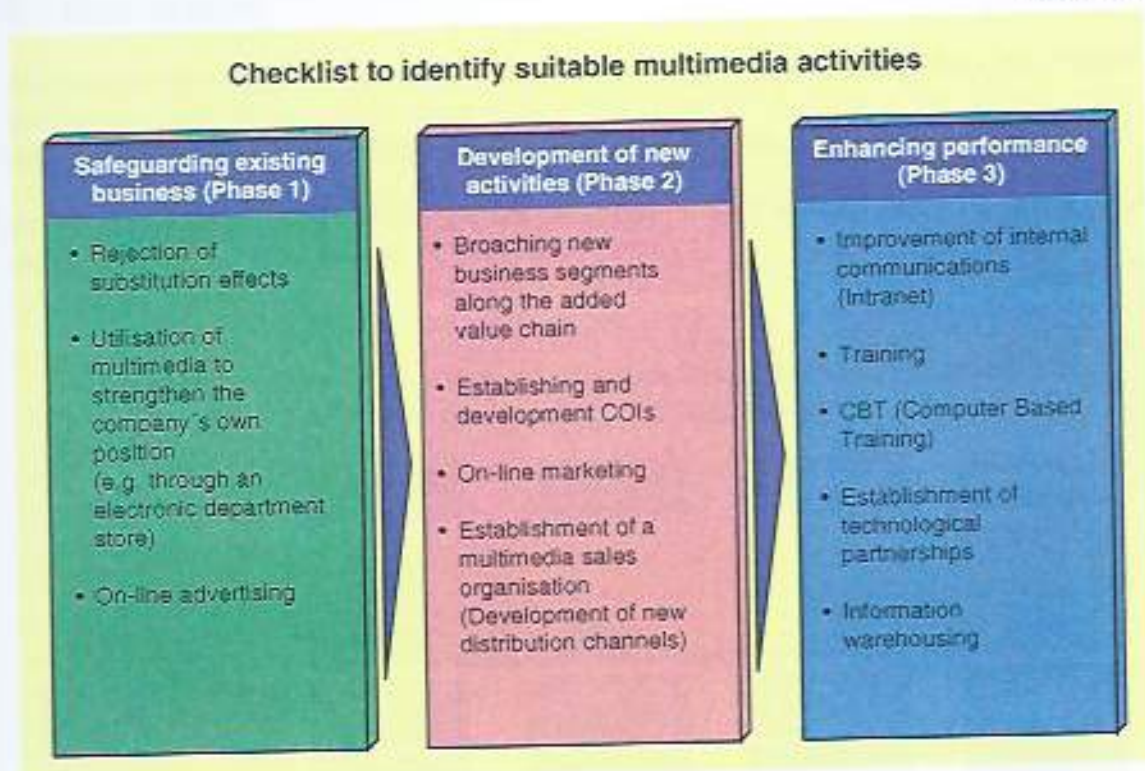 Checklist to identify suitable multimedia activities
Safeguarding existing
business (Phase 1)
• Rejection of
substitution effects
• Utilisation of
multimedia to
strengthen the
company´s own
position
(e.g. through an
electronic department
store)
• On-line advertising
Development of new
activities (Phase 2)
• Broaching new
business segments
along the added
value chain
• Establishing and
development COIs
• On-line marketing
• Establishment of a
multimedia sales
organisation
(Development of new
distribution channels)
Enhancing performance
(Phase 3)
• Improvement of internal
communications
(Intranet)
• Training
• CBT (Computer Based
Training)
• Establishment of
technological
partnerships
• Information
warehousing